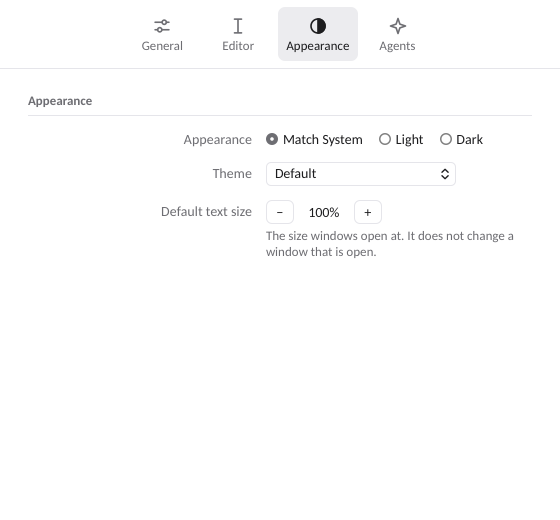 General Editor Appearance Agents
Appearance
Appearance Match System Light Dark
Theme Default
Default text size − 100% +
The size windows open at. It does not change a
window that is open.